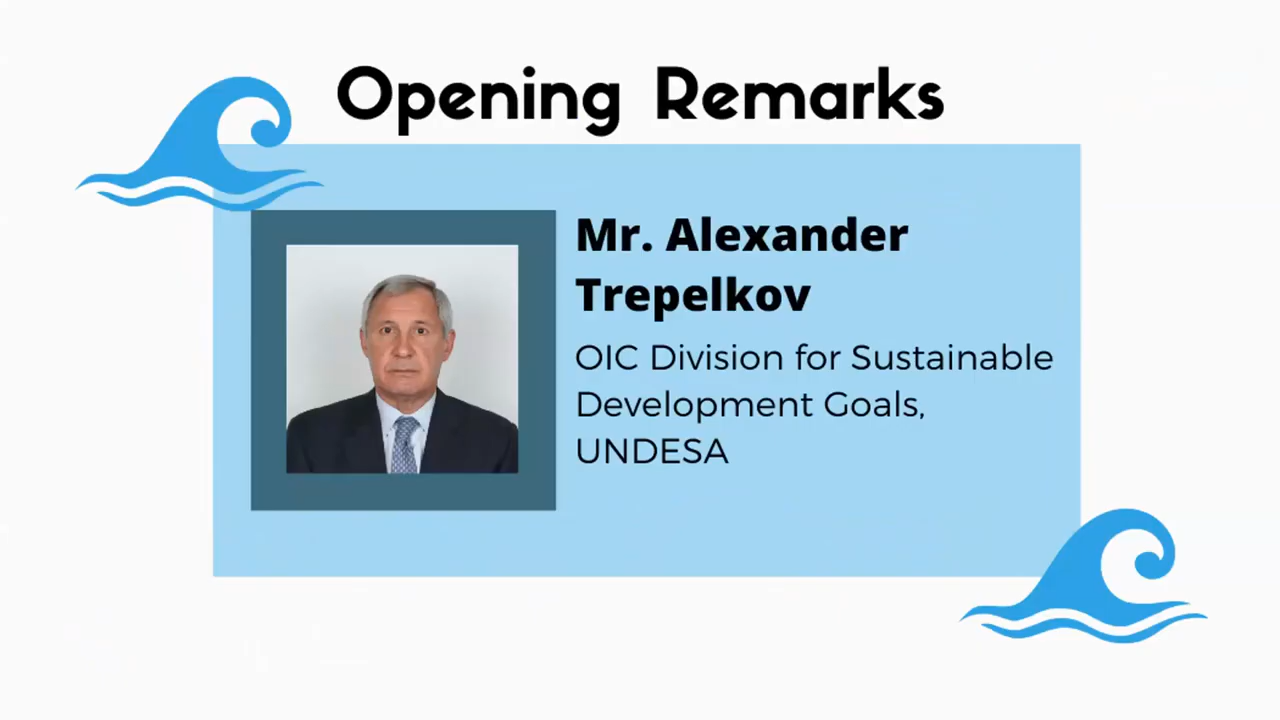 Opening Remarks
Mr. Alexander
Trepelkov
OIC Division for Sustainable
Development Goals,
UNDESA